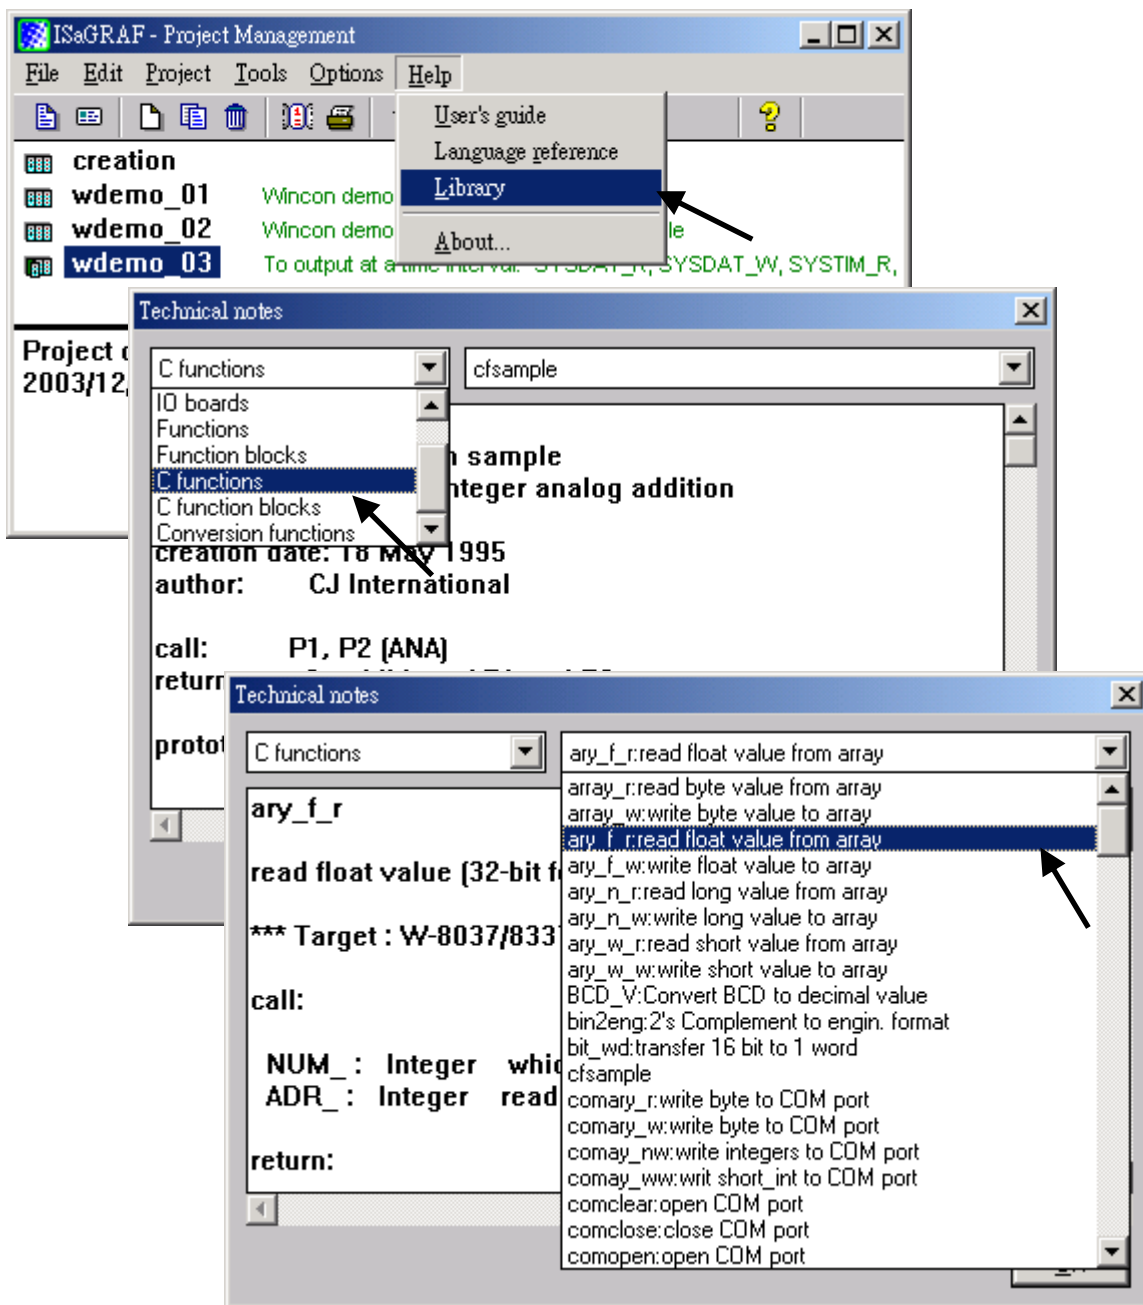 ISaGRAF - Project Management
File Edit Project Tools Options Help
User's guide
Language reference
Library
About...
creation
wdemo_01 Wincon demo
wdemo_02 Wincon demo
wdemo_03 To output at a time interval. SYSDAT_R, SYSDAT_W, SYSTIM_R,
Project
2003/12
Technical notes
C functions cfsample
IO boards
Functions
Function blocks
C functions
C function blocks
Conversion functions
sample
integer analog addition
creation date: 18 May 1995
author: CJ International
call: P1, P2 (ANA)
return
Technical notes
C functions ary_f_r:read float value from array
ary_f_r
read float value (32-bit
*** Target : W-8037/8337
call:
NUM_ : Integer
ADR_ : Integer read
return:
array_r:read byte value from array
array_w:write byte value to array
ary_f_r:read float value from array
ary_f_w:write float value to array
ary_n_r:read long value from array
ary_n_w:write long value to array
ary_w_r:read short value from array
ary_w_w:write short value to array
BCD_V:Convert BCD to decimal value
bin2eng:2's Complement to engin. format
bit_wd:transfer 16 bit to 1 word
cfsample
comary_r:write byte to COM port
comary_w:write byte to COM port
comay_nw:write integers to COM port
comay_ww:writ short_int to COM port
comclear:open COM port
comclose:close COM port
comopen:open COM port